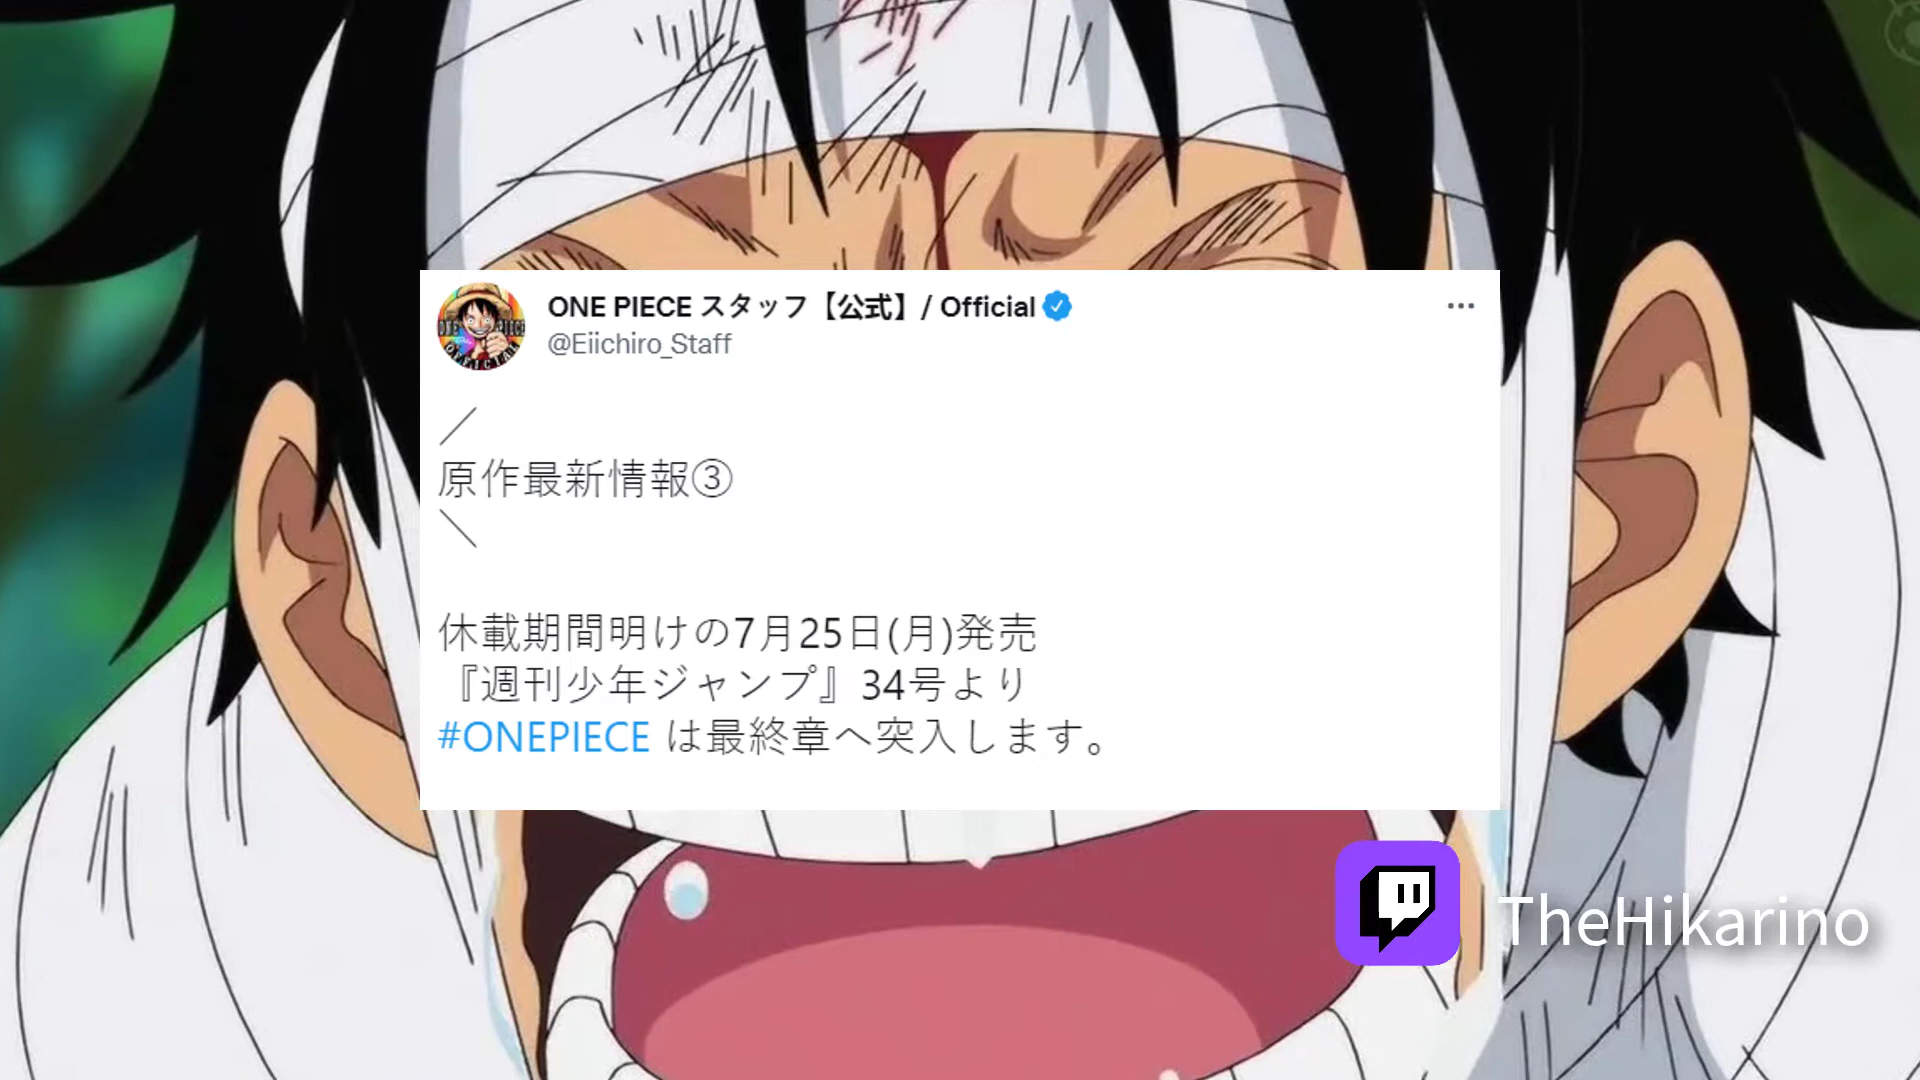 ONE PIECE スタッフ【公式】/ Official
@Eiichiro_Staff
／
原作最新情報③
＼
休載期間明けの7月25日(月)発売
『週刊少年ジャンプ』34号より
#ONEPIECE は最終章へ突入します。
TheHikarino